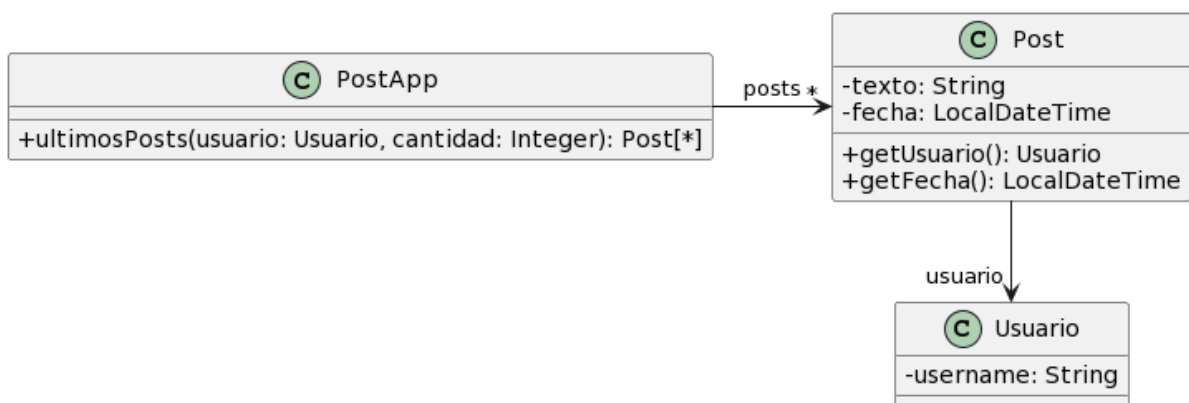 C PostApp
+ultimosPosts(usuario: Usuario, cantidad: Integer): Post[*]
posts *
C Post
-texto: String
-fecha: LocalDateTime
+getUsuario(): Usuario
+getFecha(): LocalDateTime
usuario
C Usuario
-username: String